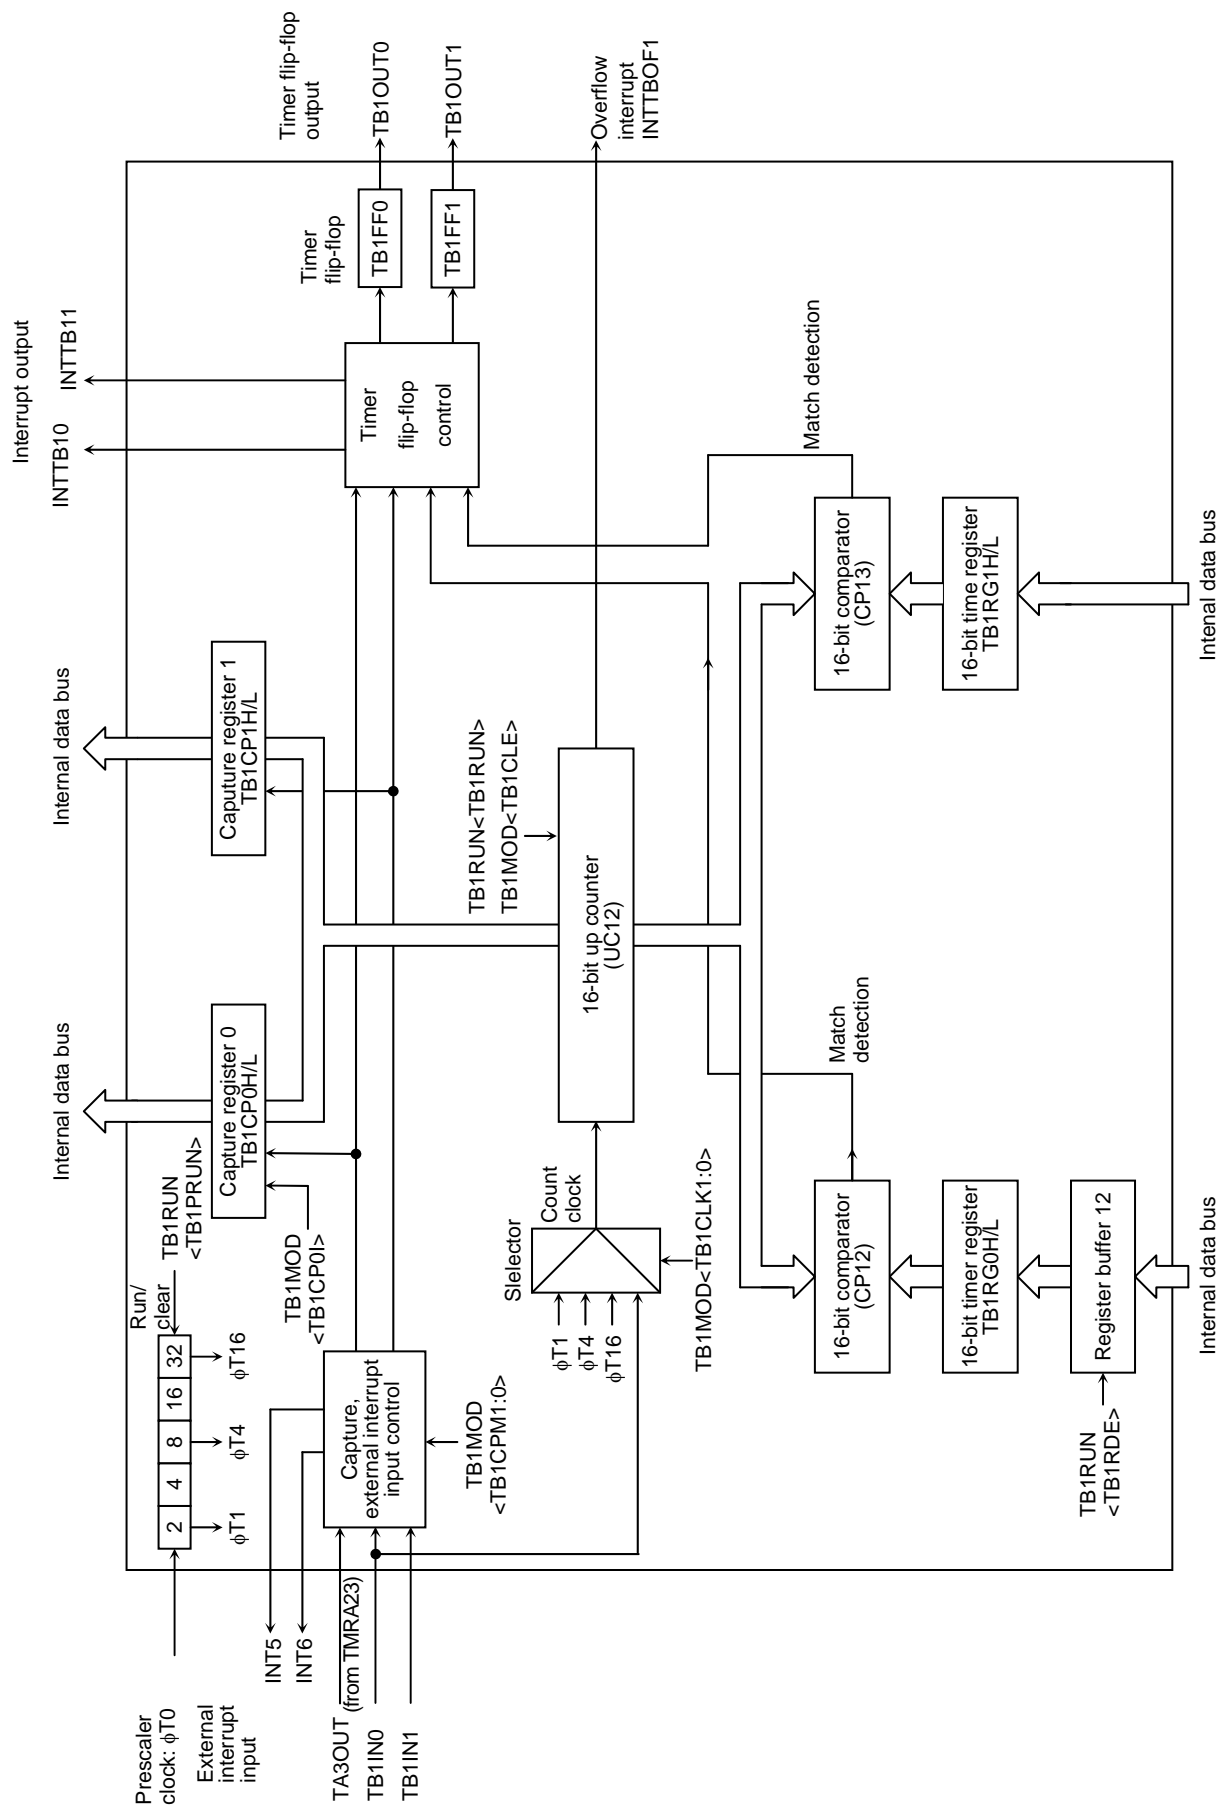 Prescaler
clock: ϕT0
2
4
8
16
32
Run/
clear
TB1RUN
<TB1PRUN>
ϕT1
ϕT4
ϕT16
External
interrupt
input
INT5
INT6
TA3OUT
(from TMRA23)
TB1IN0
TB1IN1
Capture,
external interrupt
input control
TB1MOD
<TB1CPM1:0>
TB1MOD
<TB1CP0I>
Internal data bus
Capture register 0
TB1CP0H/L
Internal data bus
Caputure register 1
TB1CP1H/L
Interrupt output
INTTB10
INTTB11
Timer
flip-flop
control
Timer
flip-flop
TB1FF0
TB1FF1
Timer flip-flop
output
TB1OUT0
TB1OUT1
Slelector
Count
clock
ϕT1
ϕT4
ϕT16
TB1MOD<TB1CLK1:0>
TB1RUN<TB1RUN>
TB1MOD<TB1CLE>
16-bit up counter
(UC12)
Overflow
interrupt
INTTBOF1
Match
detection
Match detection
16-bit comparator
(CP12)
16-bit comparator
(CP13)
16-bit timer register
TB1RG0H/L
16-bit time register
TB1RG1H/L
Register buffer 12
TB1RUN
<TB1RDE>
Internal data bus
Intenal data bus